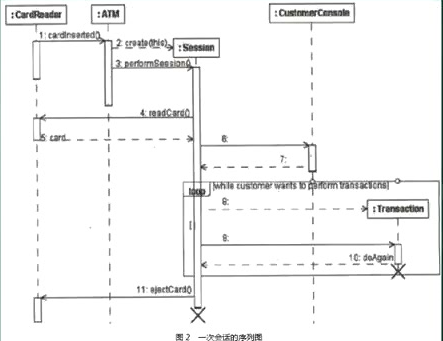 : CardReader
: ATM
: CustomerConsole
1: cardInserted()
2: create(this)
: Session
3: performSession()
4: readCard()
5: card
6:
7:
loop
[while customer wants to perform transactions]
8:
: Transaction
9:
10: doAgain
11: ejectCard()
图 2 一次会话的序列图